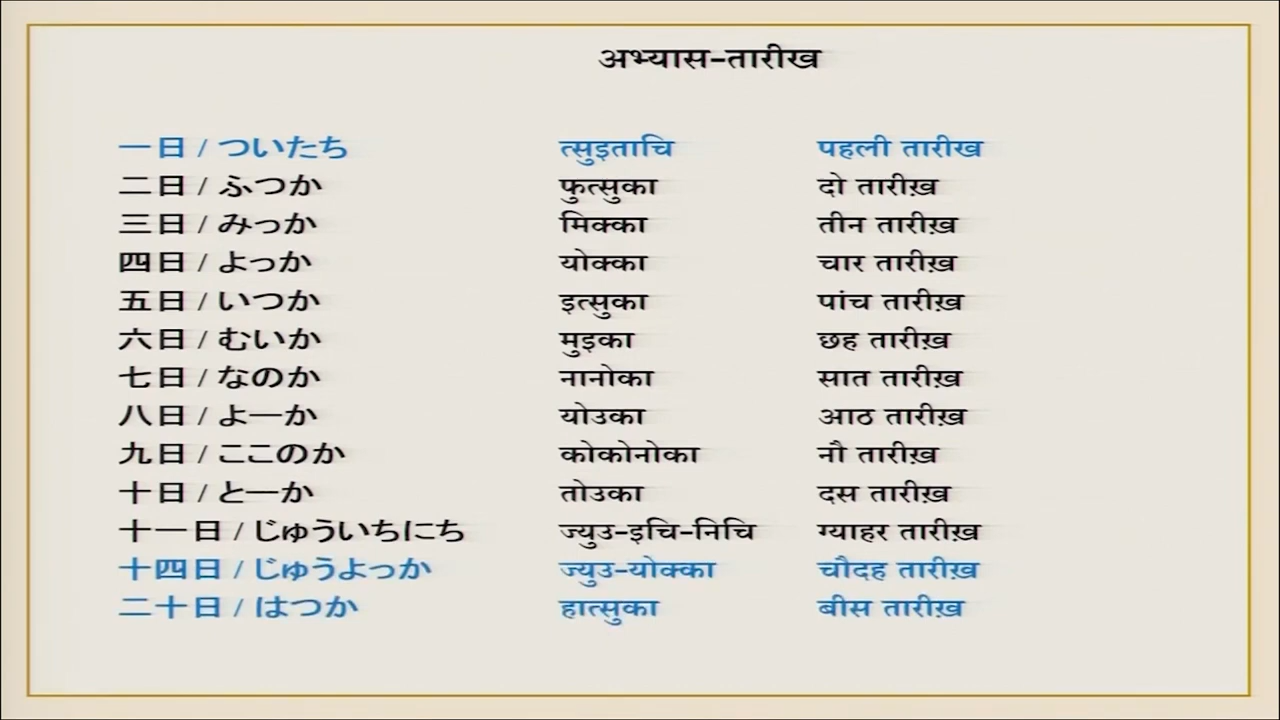 अभ्यास-तारीख
一日 / ついたち त्सुइताचि पहली तारीख
二日 / ふつか फुत्सुका दो तारीख़
三日 / みっか मिक्का तीन तारीख़
四日 / よっか योक्का चार तारीख़
五日 / いつか इत्सुका पांच तारीख़
六日 / むいか मुइका छह तारीख़
七日 / なのか नानोका सात तारीख़
八日 / よーか योउका आठ तारीख़
九日 / ここのか कोकोनोका नौ तारीख़
十日 / とーか तोउका दस तारीख़
十一日 / じゅういちにち ज्युउ-इचि-निचि ग्याहर तारीख़
十四日 / じゅうよっか ज्युउ-योक्का चौदह तारीख़
二十日 / はつか हात्सुका बीस तारीख़